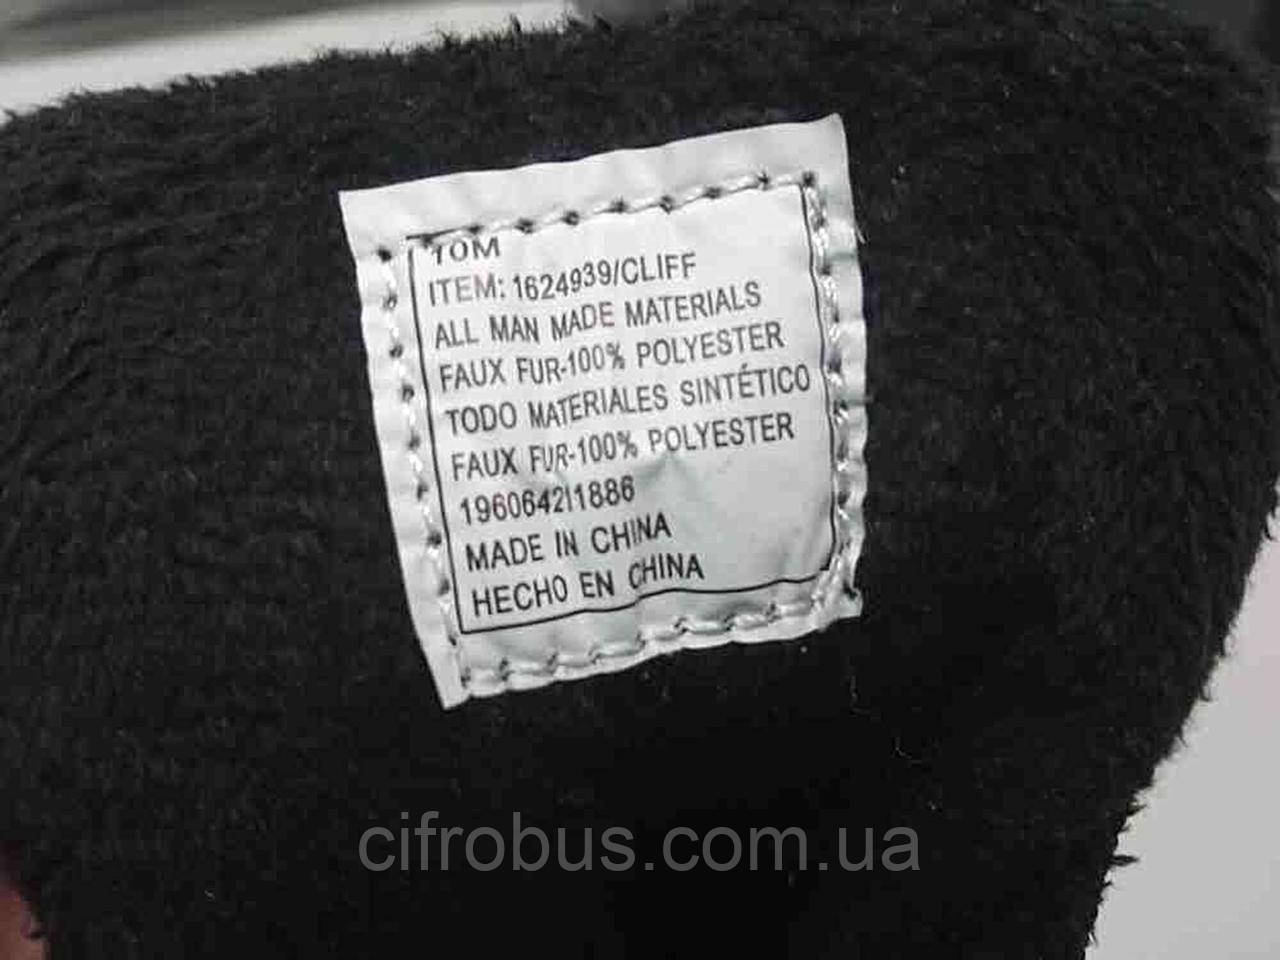 10M
ITEM: 1624939/CLIFF
ALL MAN MADE MATERIALS
FAUX FUR-100% POLYESTER
TODO MATERIALES SINTÉTICO
FAUX FUR-100% POLYESTER
196064211886
MADE IN CHINA
HECHO EN CHINA
cifrobus.com.ua